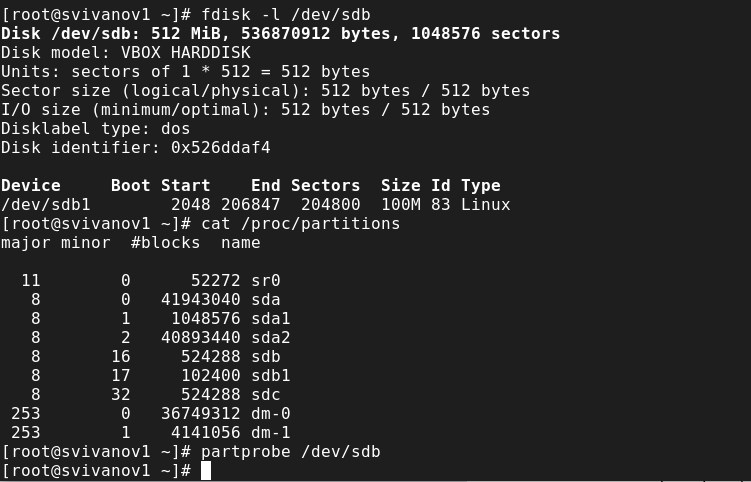 [root@svivanov1 ~]# fdisk -l /dev/sdb
Disk /dev/sdb: 512 MiB, 536870912 bytes, 1048576 sectors
Disk model: VBOX HARDDISK
Units: sectors of 1 * 512 = 512 bytes
Sector size (logical/physical): 512 bytes / 512 bytes
I/O size (minimum/optimal): 512 bytes / 512 bytes
Disklabel type: dos
Disk identifier: 0x526ddaf4

Device     Boot Start    End Sectors  Size Id Type
/dev/sdb1        2048 206847  204800  100M 83 Linux
[root@svivanov1 ~]# cat /proc/partitions
major minor  #blocks  name

  11        0      52272 sr0
   8        0   41943040 sda
   8        1    1048576 sda1
   8        2   40893440 sda2
   8       16     524288 sdb
   8       17     102400 sdb1
   8       32     524288 sdc
 253        0   36749312 dm-0
 253        1    4141056 dm-1
[root@svivanov1 ~]# partprobe /dev/sdb
[root@svivanov1 ~]#